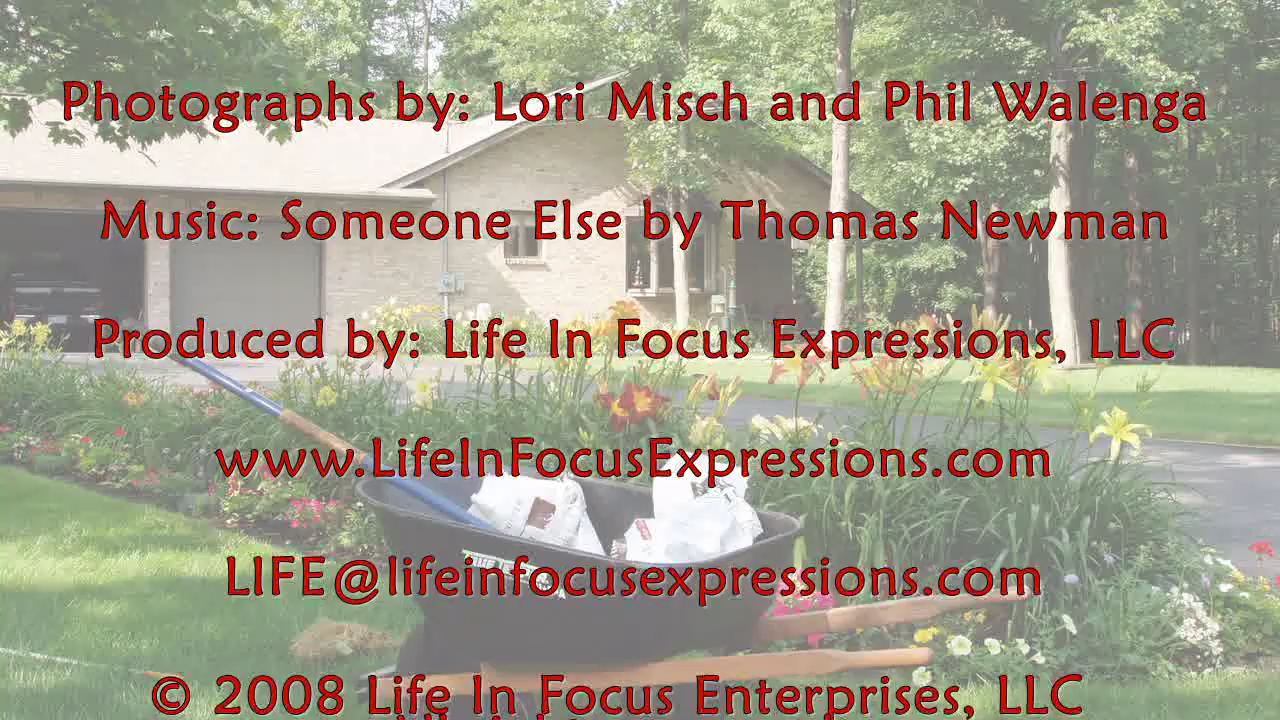 Photographs by: Lori Misch and Phil Walenga
Music: Someone Else by Thomas Newman
Produced by: Life In Focus Expressions, LLC
www.LifeInFocusExpressions.com
LIFE@lifeinfocusexpressions.com
© 2008 Life In Focus Enterprises, LLC